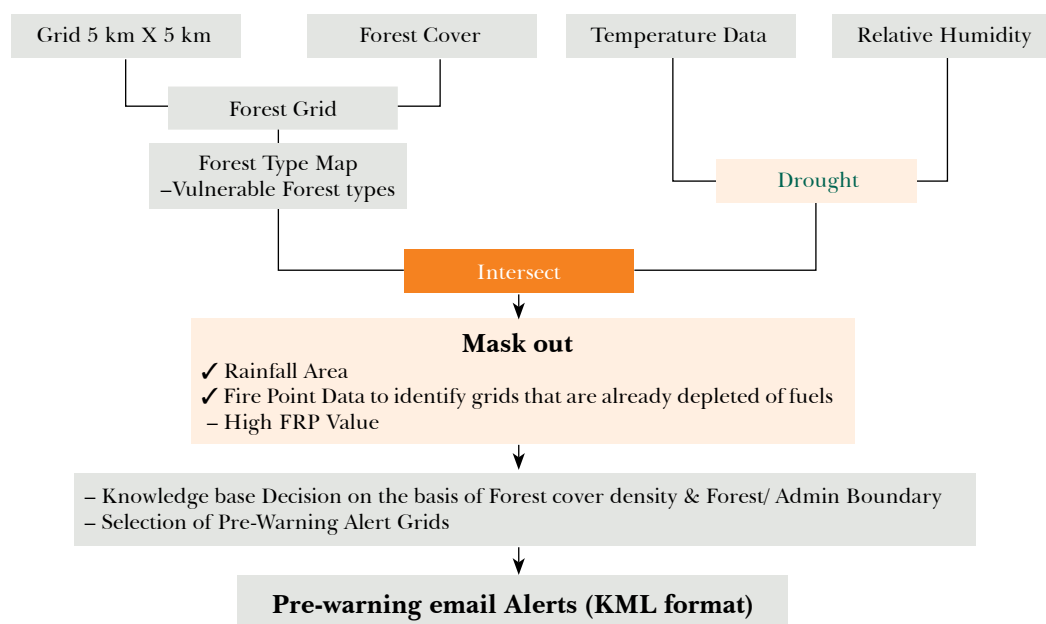 Grid 5 km X 5 km
Forest Cover
Temperature Data
Relative Humidity
Forest Grid
Forest Type Map
–Vulnerable Forest types
Drought
Intersect
Mask out
✓ Rainfall Area
✓ Fire Point Data to identify grids that are already depleted of fuels
– High FRP Value
– Knowledge base Decision on the basis of Forest cover density & Forest/ Admin Boundary
– Selection of Pre-Warning Alert Grids
Pre-warning email Alerts (KML format)